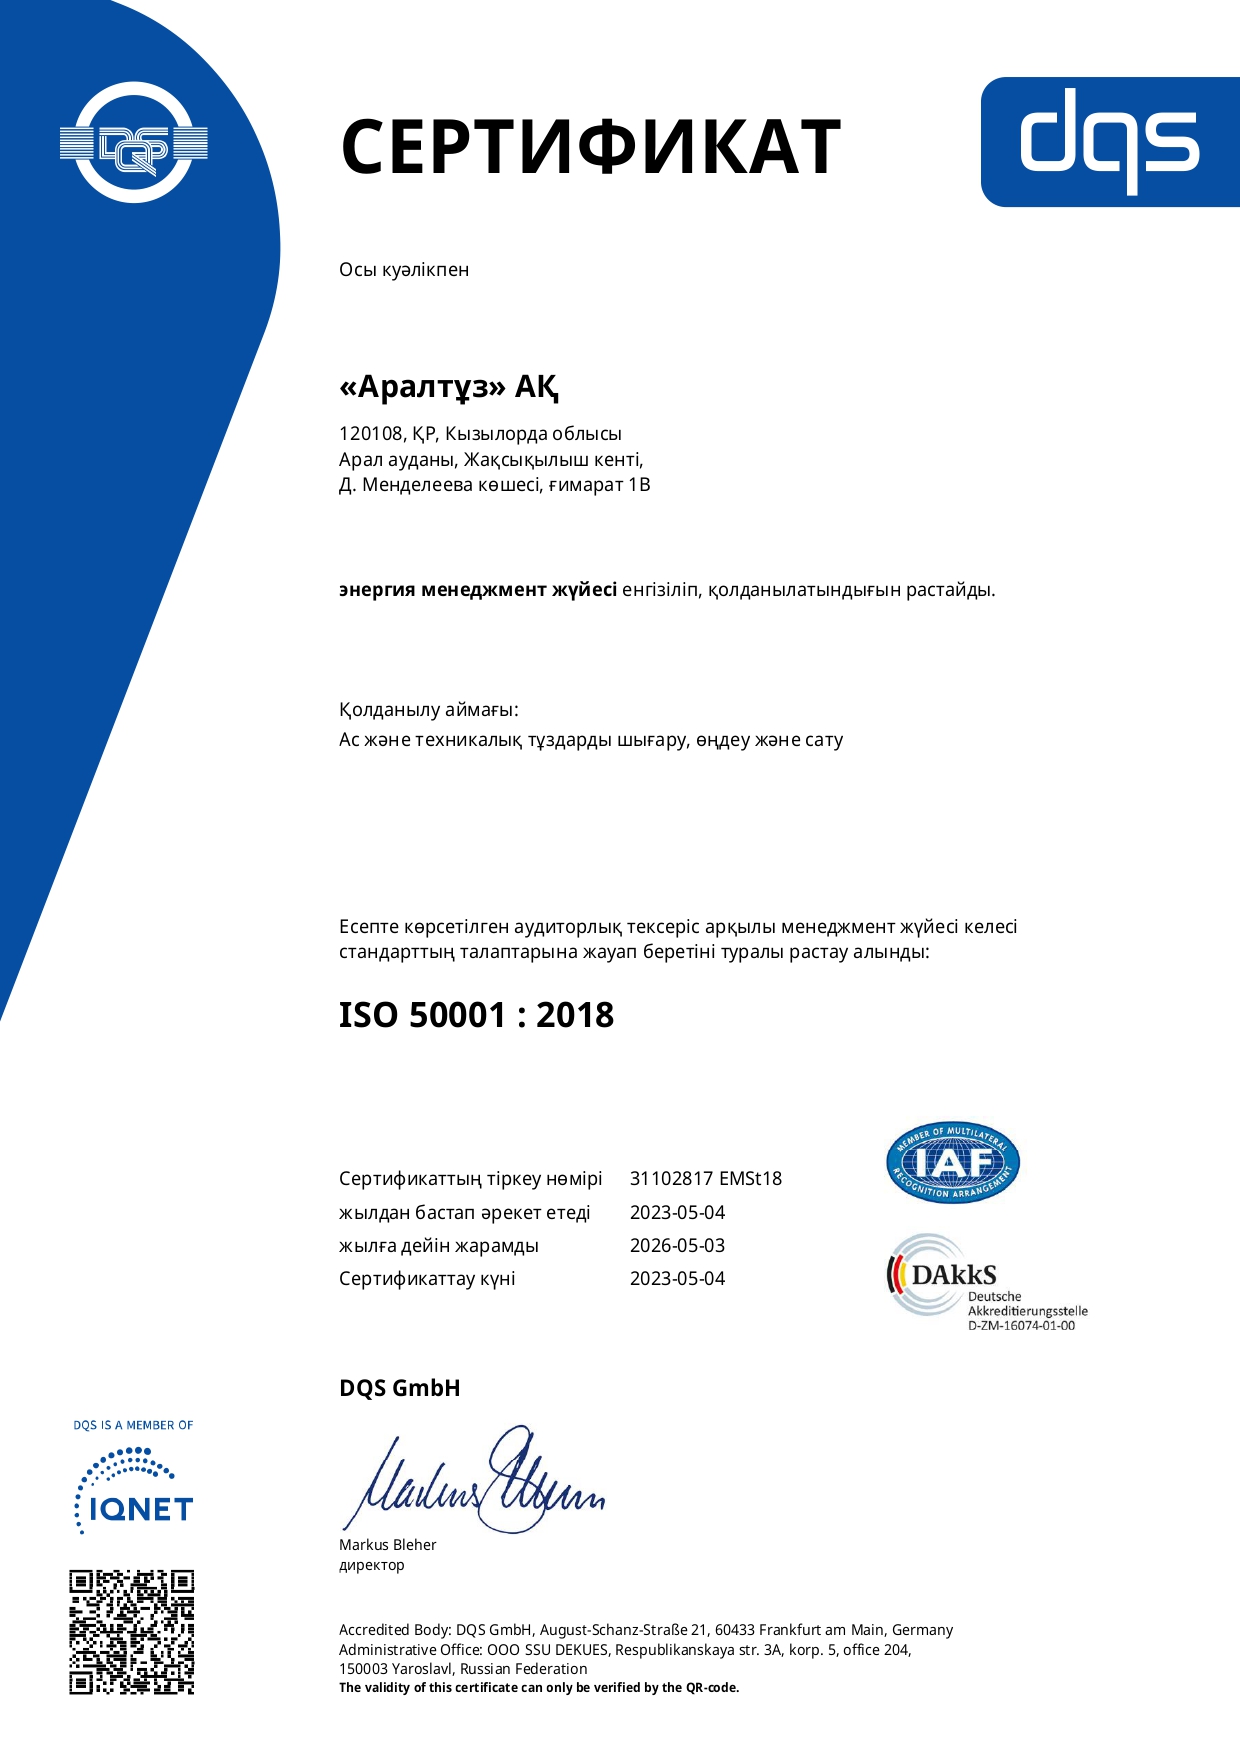 DQS
СЕРТИФИКАТ
dqs
Осы куәлікпен
«Аралтұз» АҚ
120108, ҚР, Кызылорда облысы
Арал ауданы, Жақсықылыш кенті,
Д. Менделеева көшесі, ғимарат 1В
энергия менеджмент жүйесі енгізіліп, қолданылатындығын растайды.
Қолданылу аймағы:
Ас және техникалық тұздарды шығару, өңдеу және сату
Есепте көрсетілген аудиторлық тексеріс арқылы менеджмент жүйесі келесі
стандарттың талаптарына жауап беретіні туралы растау алынды:
ISO 50001 : 2018
MEMBER OF MULTILATERAL
IAF
RECOGNITION ARRANGEMENT
Сертификаттың тіркеу нөмірі 31102817 EMSt18
жылдан бастап әрекет етеді 2023-05-04
жылға дейін жарамды 2026-05-03
Сертификаттау күні 2023-05-04
DAkkS
Deutsche
Akkreditierungsstelle
D-ZM-16074-01-00
DQS GmbH
DQS IS A MEMBER OF
IQNET
Markus Bleher
директор
Accredited Body: DQS GmbH, August-Schanz-Straße 21, 60433 Frankfurt am Main, Germany
Administrative Office: OOO SSU DEKUES, Respublikanskaya str. 3A, korp. 5, office 204,
150003 Yaroslavl, Russian Federation
The validity of this certificate can only be verified by the QR-code.